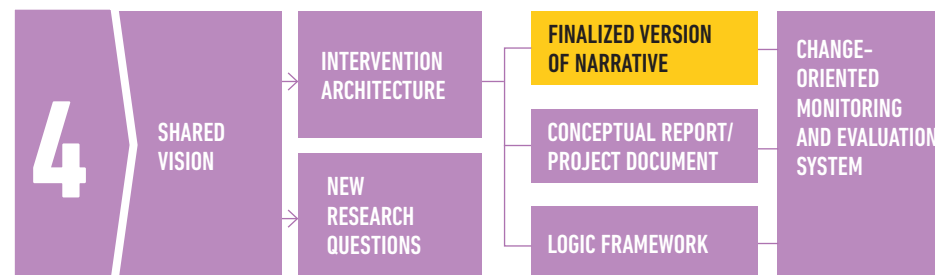 4
SHARED
VISION
INTERVENTION
ARCHITECTURE
NEW
RESEARCH
QUESTIONS
FINALIZED VERSION
OF NARRATIVE
CONCEPTUAL REPORT/
PROJECT DOCUMENT
LOGIC FRAMEWORK
CHANGE-
ORIENTED
MONITORING
AND EVALUATION
SYSTEM